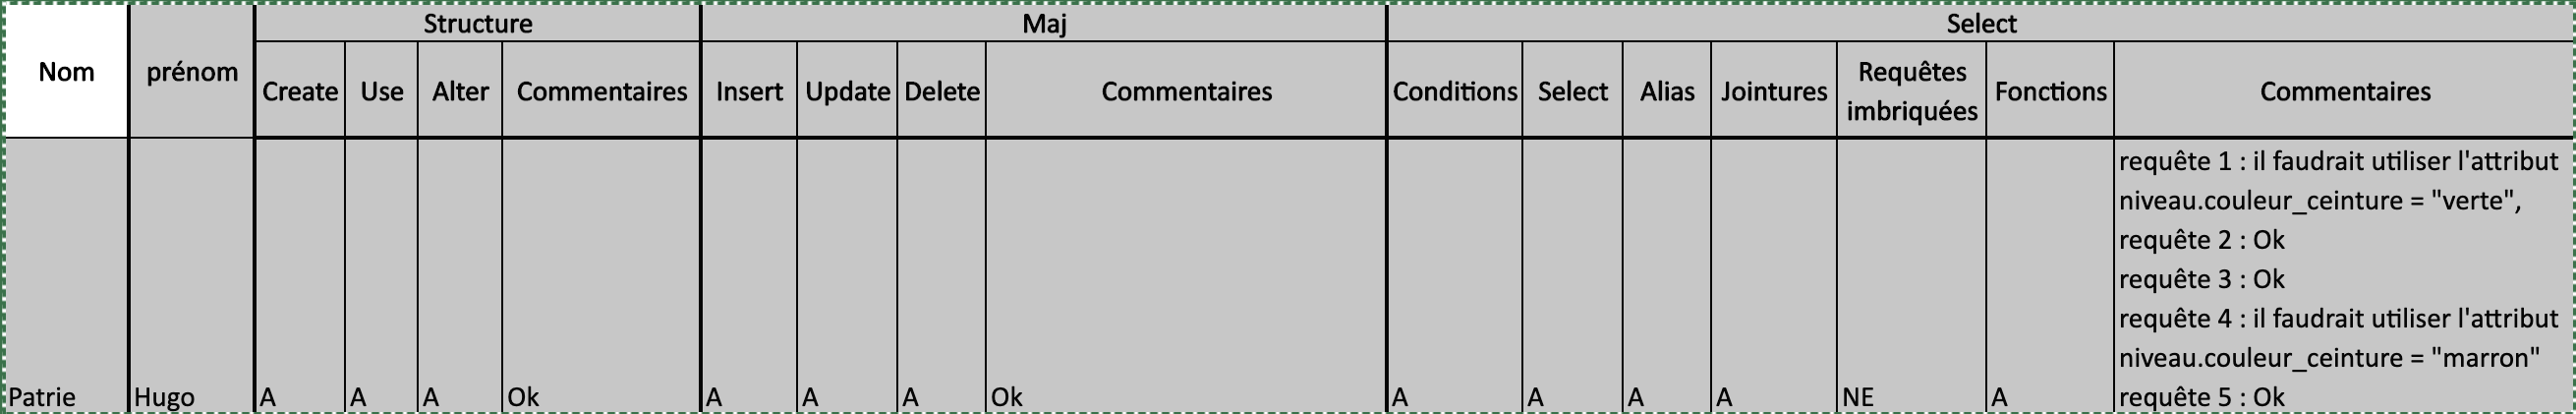 Structure Maj Select
Nom prénom Create Use Alter Commentaires Insert Update Delete Commentaires Conditions Select Alias Jointures Requêtes imbriquées Fonctions Commentaires
requête 1 : il faudrait utiliser l'attribut
niveau.couleur_ceinture = "verte",
requête 2 : Ok
requête 3 : Ok
requête 4 : il faudrait utiliser l'attribut
niveau.couleur_ceinture = "marron"
Patrie Hugo A A A Ok A A A Ok A A A A NE A requête 5 : Ok